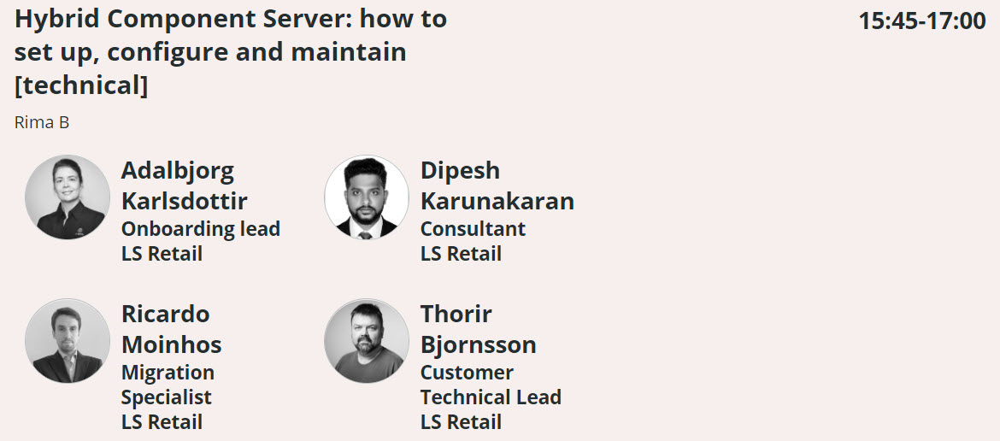 Hybrid Component Server: how to
set up, configure and maintain
[technical]
15:45-17:00
Rima B
Adalbjorg
Karlsdottir
Onboarding lead
LS Retail
Dipesh
Karunakaran
Consultant
LS Retail
Ricardo
Moinhos
Migration
Specialist
LS Retail
Thorir
Bjornsson
Customer
Technical Lead
LS Retail